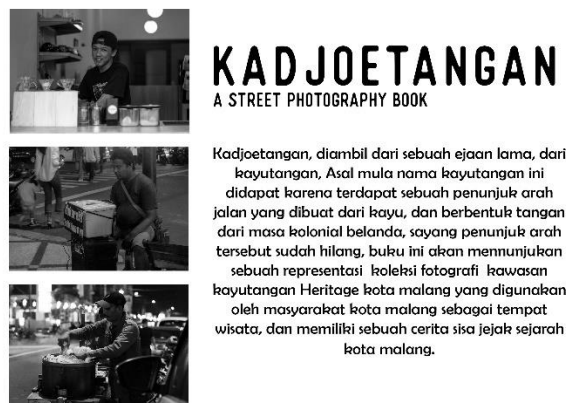 KADJOETANGAN
A STREET PHOTOGRAPHY BOOK
Kadjoetangan, diambil dari sebuah ejaan lama, dari
kayutangan, Asal mula nama kayutangan ini
didapat karena terdapat sebuah penunjuk arah
jalan yang dibuat dari kayu, dan berbentuk tangan
dari masa kolonial belanda, sayang penunjuk arah
tersebut sudah hilang, buku ini akan mennunjukan
sebuah representasi koleksi fotografi kawasan
kayutangan Heritage kota malang yang digunakan
oleh masyarakat kota malang sebagai tempat
wisata, dan memiliki sebuah cerita sisa jejak sejarah
kota malang.